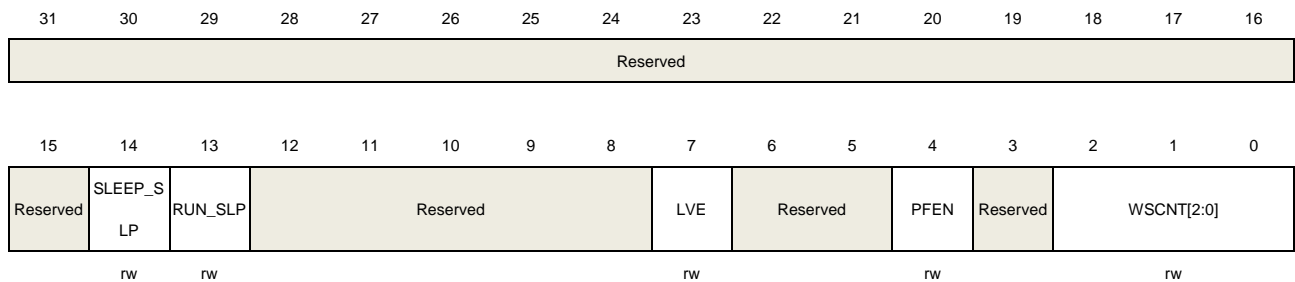 31 30 29 28 27 26 25 24 23 22 21 20 19 18 17 16
Reserved
15 14 13 12 11 10 9 8 7 6 5 4 3 2 1 0
Reserved SLEEP_S LP RUN_SLP Reserved LVE Reserved PFEN Reserved WSCNT[2:0]
rw rw rw rw rw